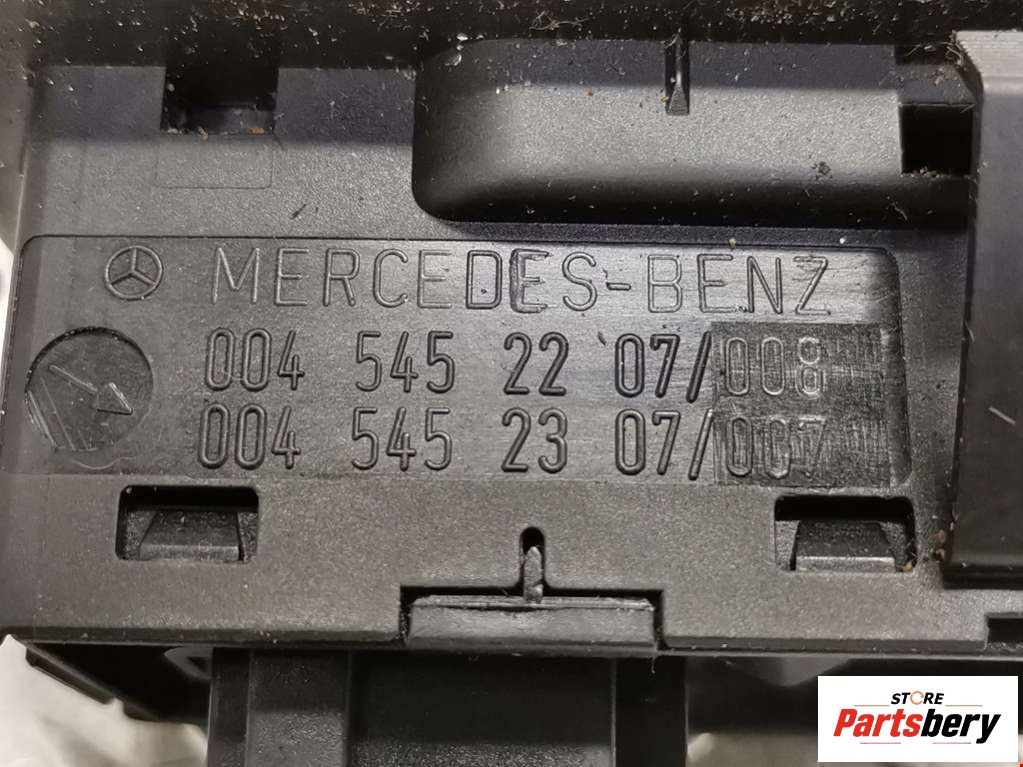 MERCEDES-BENZ
004 545 22 07/008
004 545 23 07/007
STORE
Partsbery